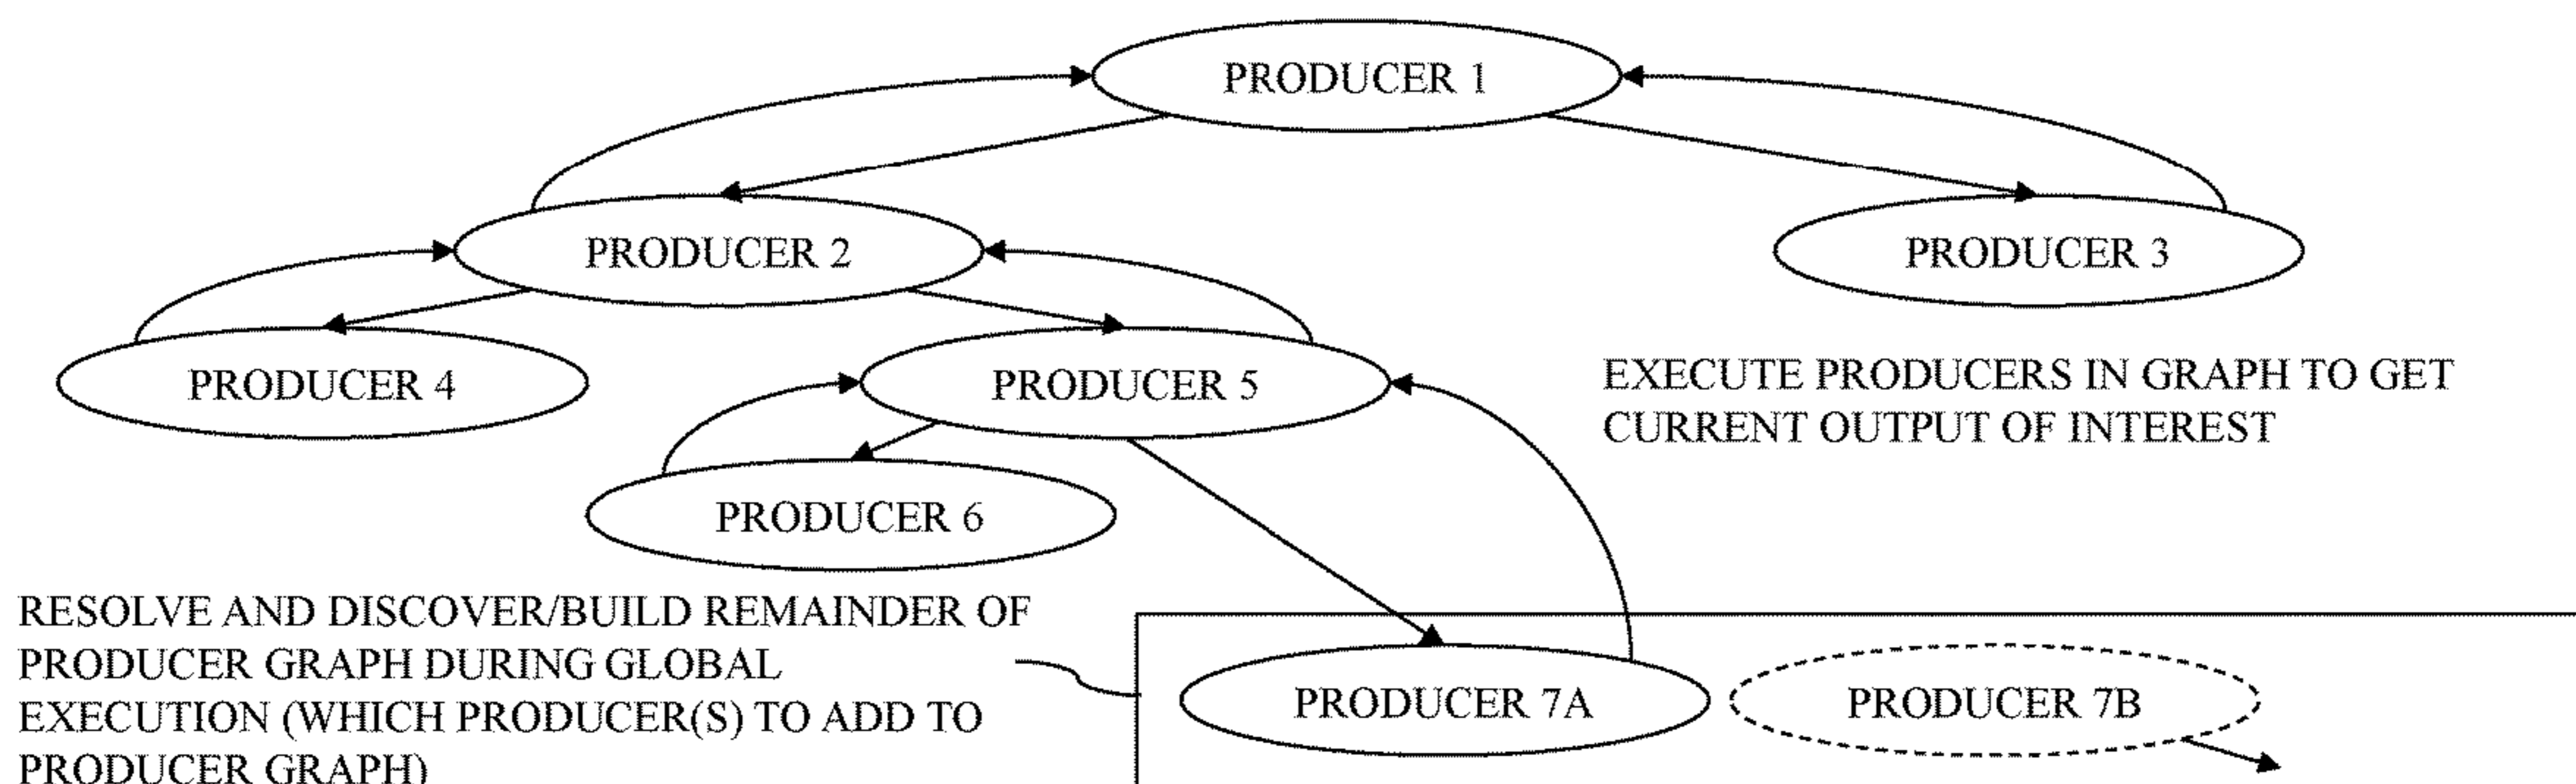 PRODUCER 1
PRODUCER 2
PRODUCER 3
PRODUCER 4
PRODUCER 5
EXECUTE PRODUCERS IN GRAPH TO GET
CURRENT OUTPUT OF INTEREST
PRODUCER 6
RESOLVE AND DISCOVER/BUILD REMAINDER OF
PRODUCER GRAPH DURING GLOBAL
EXECUTION (WHICH PRODUCER(S) TO ADD TO
PRODUCER GRAPH)
PRODUCER 7A
PRODUCER 7B